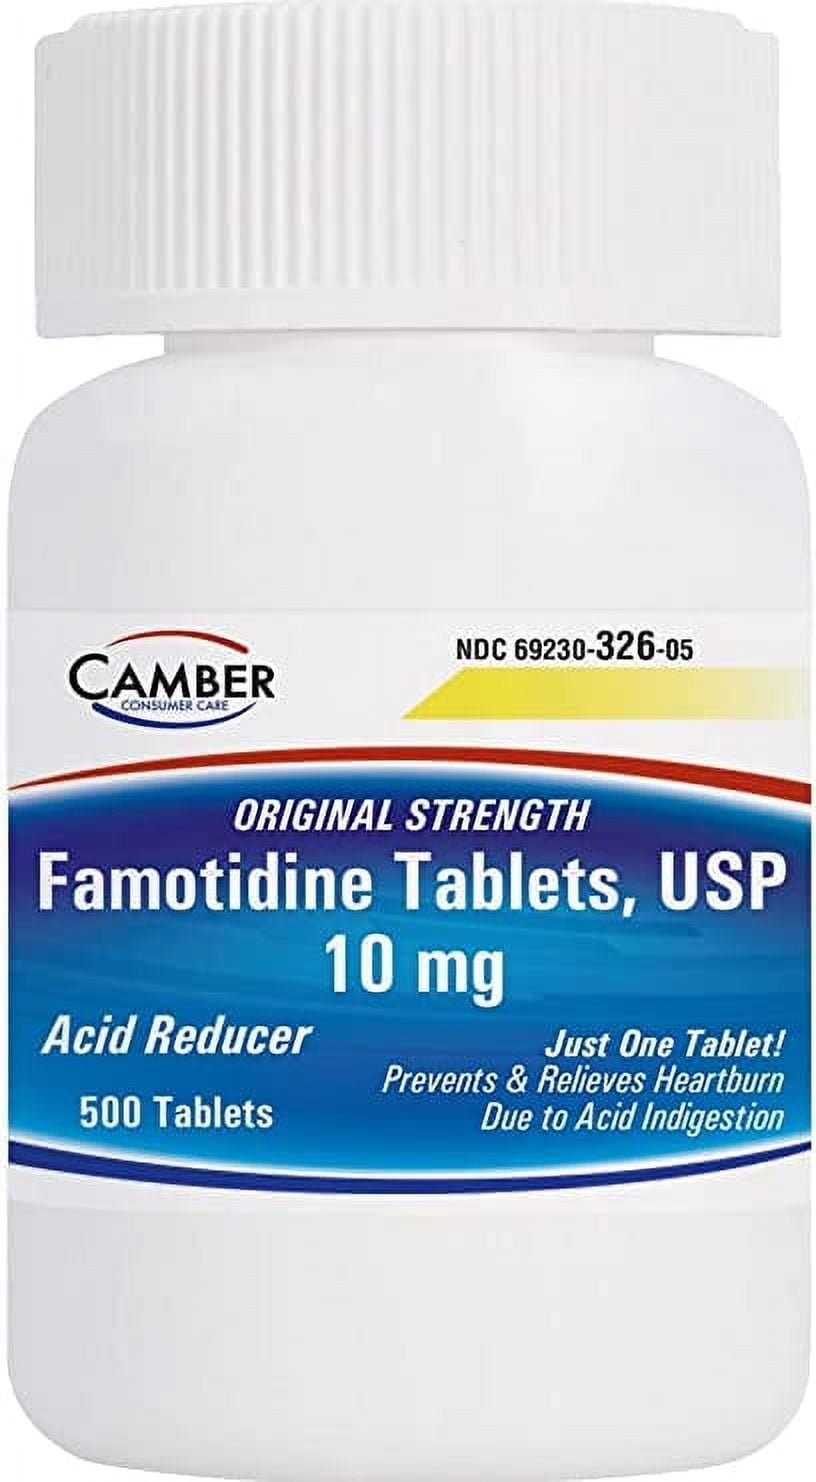 CAMBER
CONSUMER CARE
NDC 69230-326-05
ORIGINAL STRENGTH
Famotidine Tablets, USP
10 mg
Acid Reducer
500 Tablets
Just One Tablet!
Prevents & Relieves Heartburn
Due to Acid Indigestion